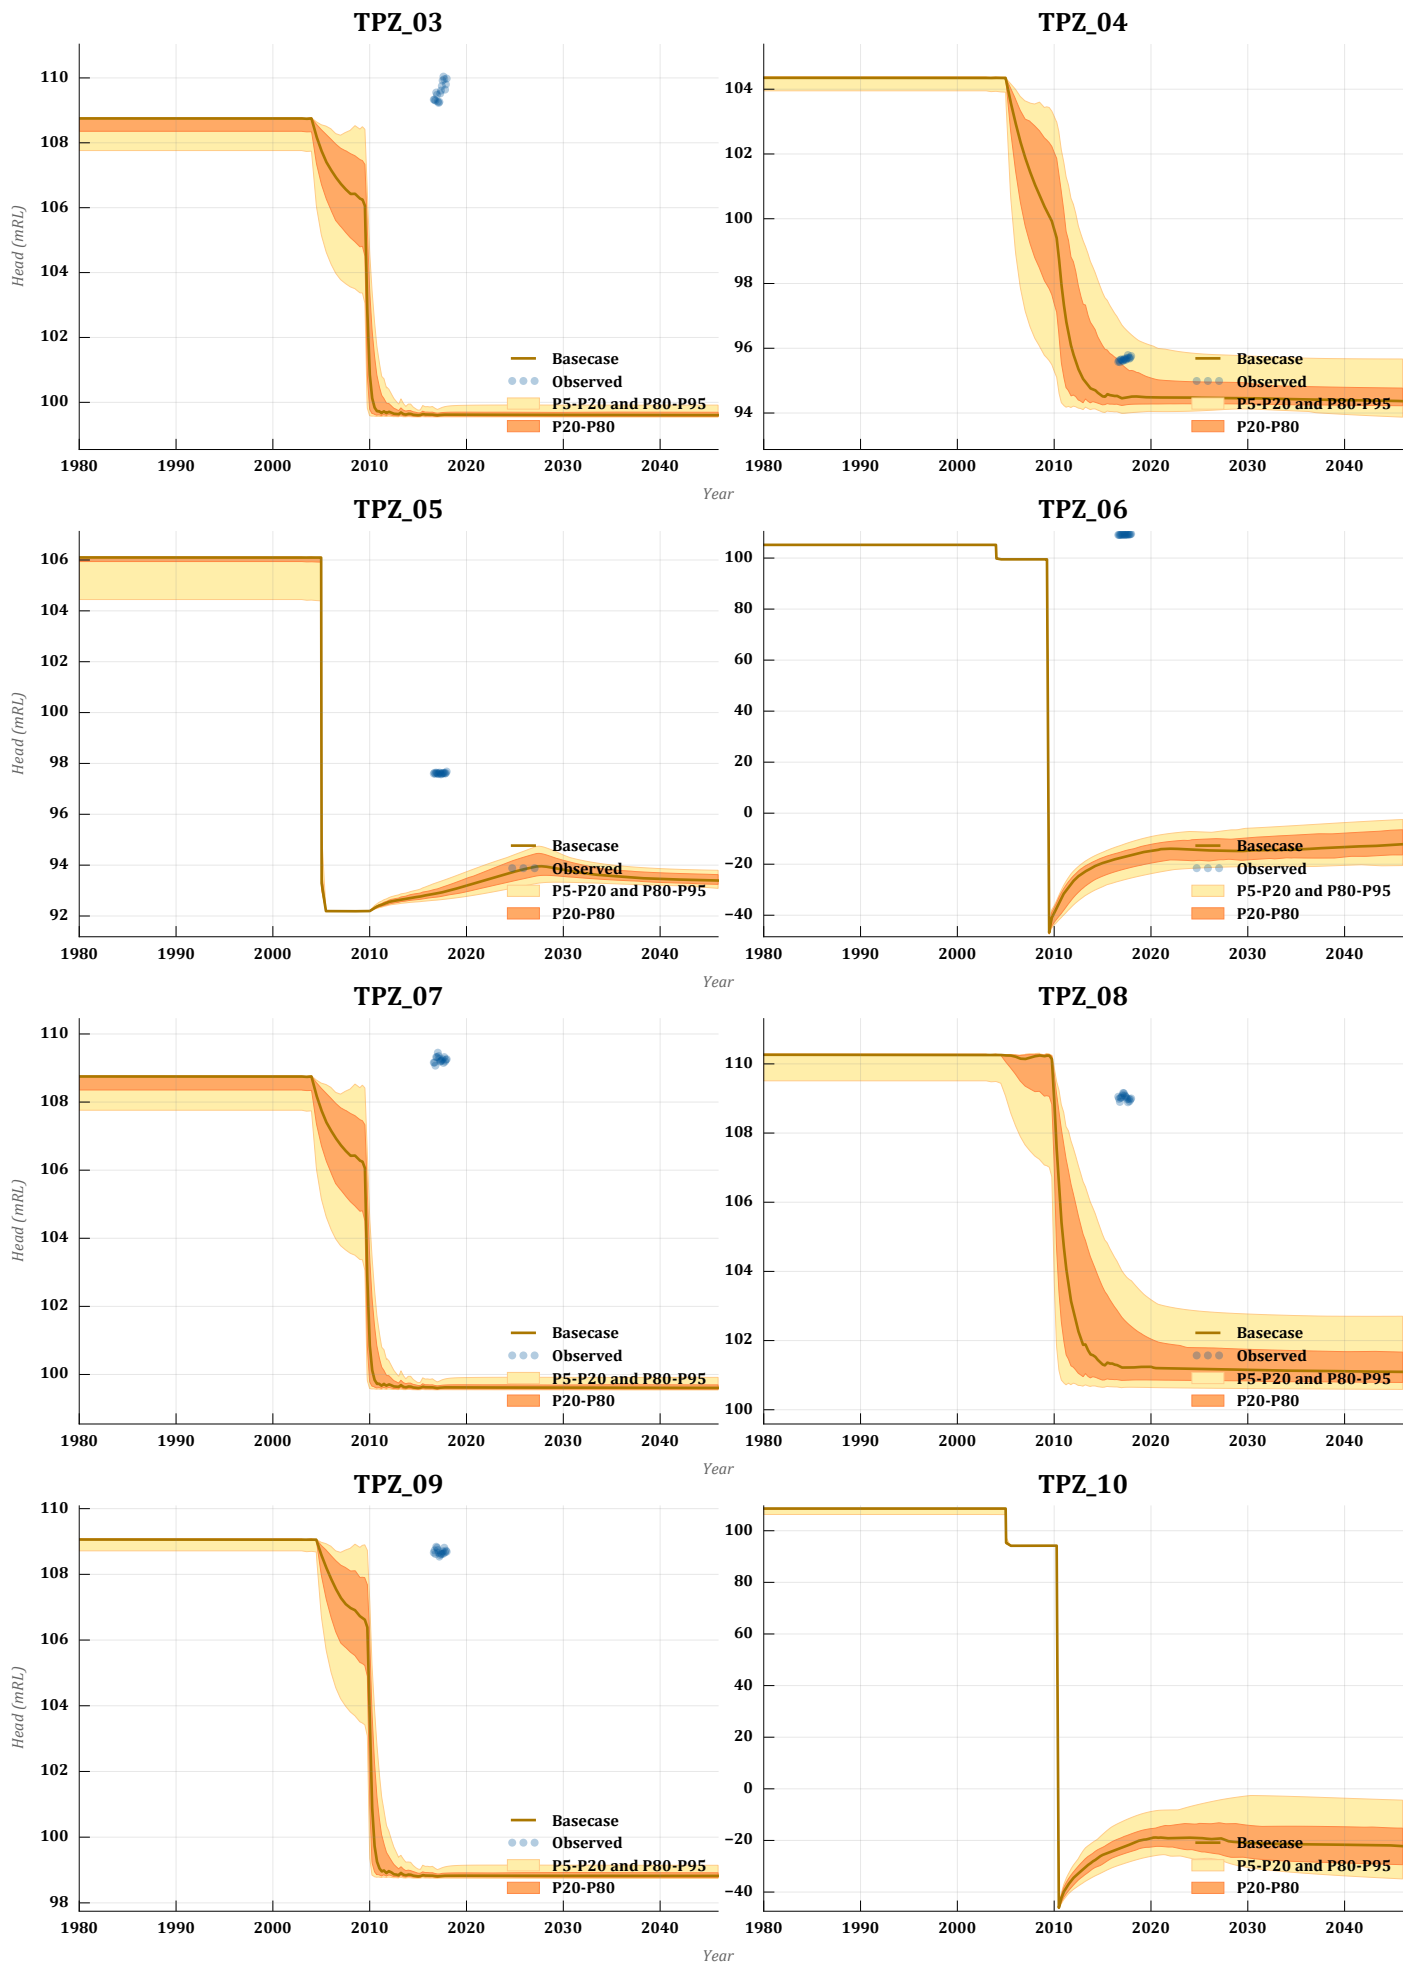 TPZ_03
TPZ_04
Head (mRL)
110
108
106
104
102
100
104
102
100
98
96
94
Basecase
Observed
P5-P20 and P80-P95
P20-P80
Basecase
Observed
P5-P20 and P80-P95
P20-P80
1980 1990 2000 2010 2020 2030 2040
1980 1990 2000 2010 2020 2030 2040
Year
TPZ_05
TPZ_06
Head (mRL)
106
104
102
100
98
96
94
92
100
80
60
40
20
0
−20
−40
Basecase
Observed
P5-P20 and P80-P95
P20-P80
Basecase
Observed
P5-P20 and P80-P95
P20-P80
1980 1990 2000 2010 2020 2030 2040
1980 1990 2000 2010 2020 2030 2040
Year
TPZ_07
TPZ_08
Head (mRL)
110
108
106
104
102
100
110
108
106
104
102
100
Basecase
Observed
P5-P20 and P80-P95
P20-P80
Basecase
Observed
P5-P20 and P80-P95
P20-P80
1980 1990 2000 2010 2020 2030 2040
1980 1990 2000 2010 2020 2030 2040
Year
TPZ_09
TPZ_10
Head (mRL)
110
108
106
104
102
100
98
100
80
60
40
20
0
−20
−40
Basecase
Observed
P5-P20 and P80-P95
P20-P80
Basecase
P5-P20 and P80-P95
P20-P80
1980 1990 2000 2010 2020 2030 2040
1980 1990 2000 2010 2020 2030 2040
Year